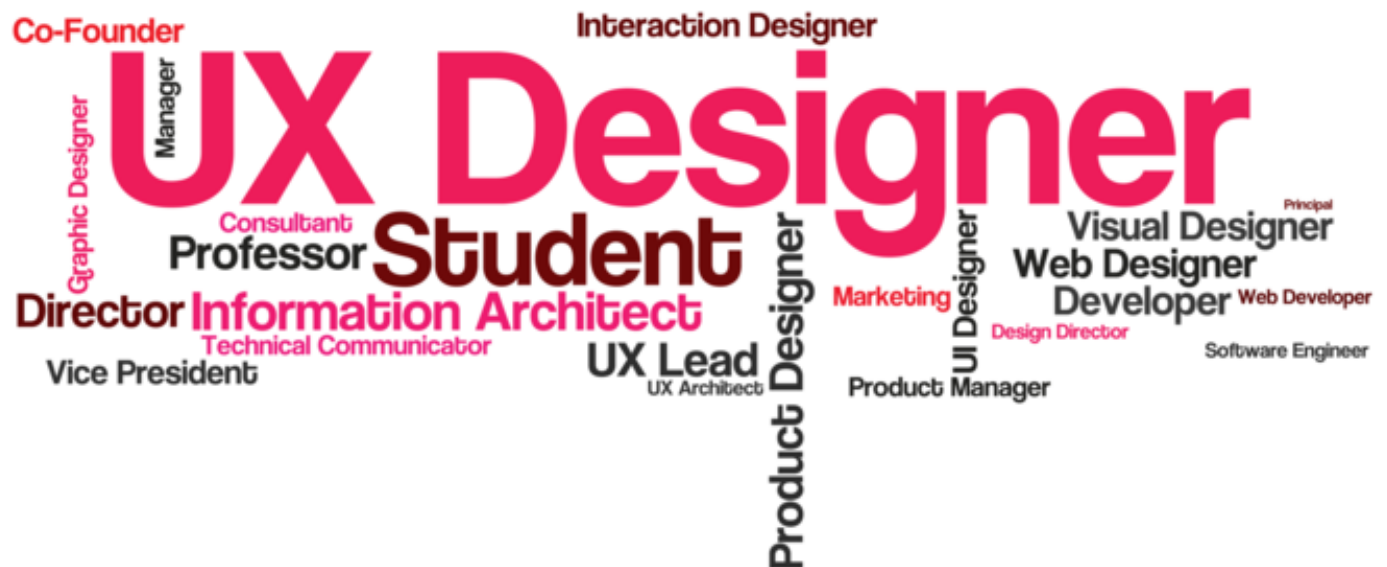 Co-Founder
Interaction Designer
UX Designer
Manager
Graphic Designer
Consultant
Professor
Student
Principal
Visual Designer
Web Designer
Director
Information Architect
Product Designer
Marketing
UI Designer
Developer
Web Developer
Technical Communicator
Design Director
Vice President
UX Lead
Software Engineer
UX Architect
Product Manager